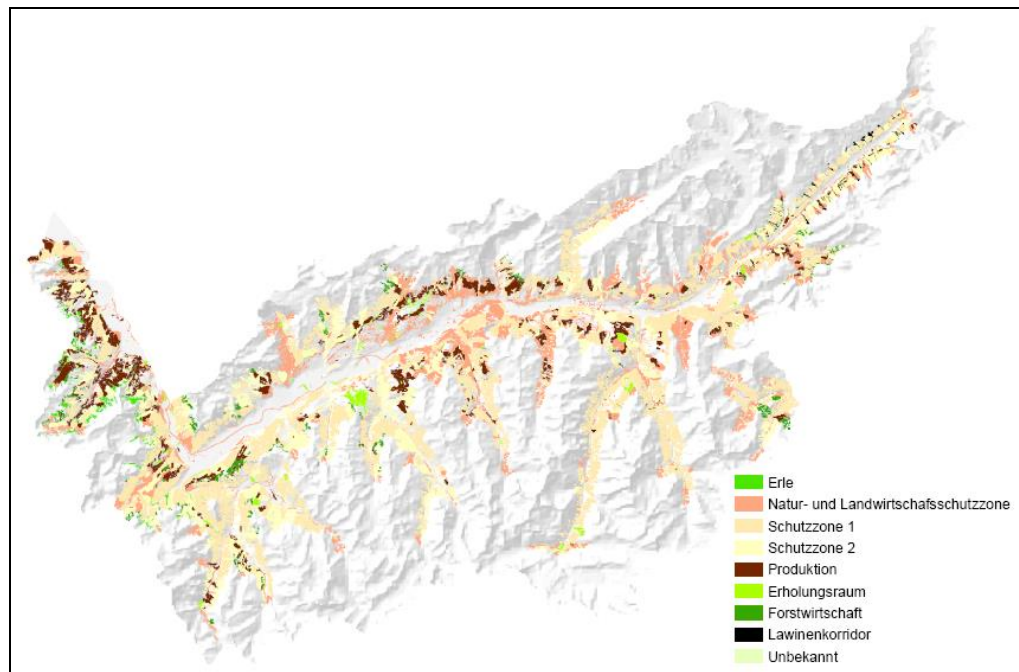 Erle
Natur- und Landwirtschafsschutzzone
Schutzzone 1
Schutzzone 2
Produktion
Erholungsraum
Forstwirtschaft
Lawinenkorridor
Unbekannt